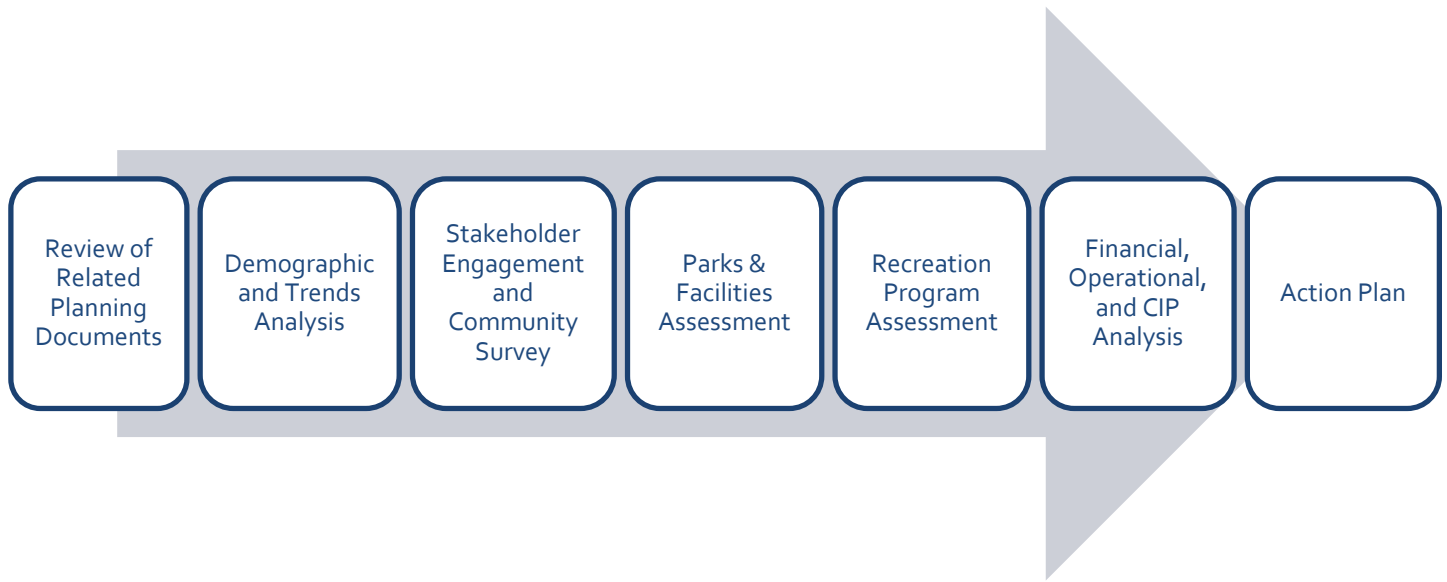 Review of
Related
Planning
Documents
Demographic
and Trends
Analysis
Stakeholder
Engagement
and
Community
Survey
Parks &
Facilities
Assessment
Recreation
Program
Assessment
Financial,
Operational,
and CIP
Analysis
Action Plan